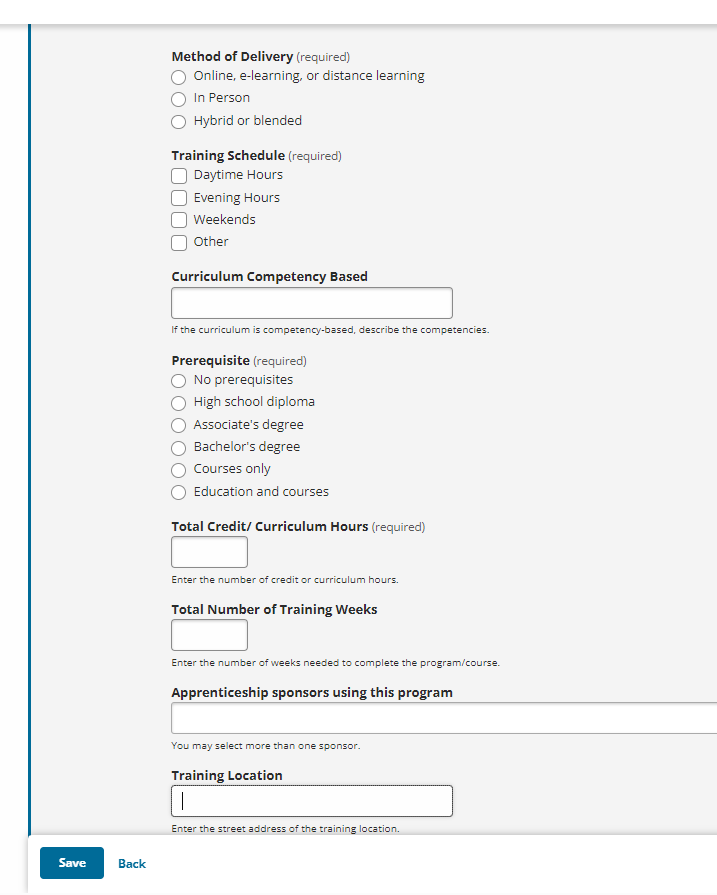 Method of Delivery (required)
Online, e-learning, or distance learning
In Person
Hybrid or blended
Training Schedule (required)
Daytime Hours
Evening Hours
Weekends
Other
Curriculum Competency Based
If the curriculum is competency-based, describe the competencies.
Prerequisite (required)
No prerequisites
High school diploma
Associate's degree
Bachelor's degree
Courses only
Education and courses
Total Credit/ Curriculum Hours (required)
Enter the number of credit or curriculum hours.
Total Number of Training Weeks
Enter the number of weeks needed to complete the program/course.
Apprenticeship sponsors using this program
You may select more than one sponsor.
Training Location
Enter the street address of the training location.
Save Back